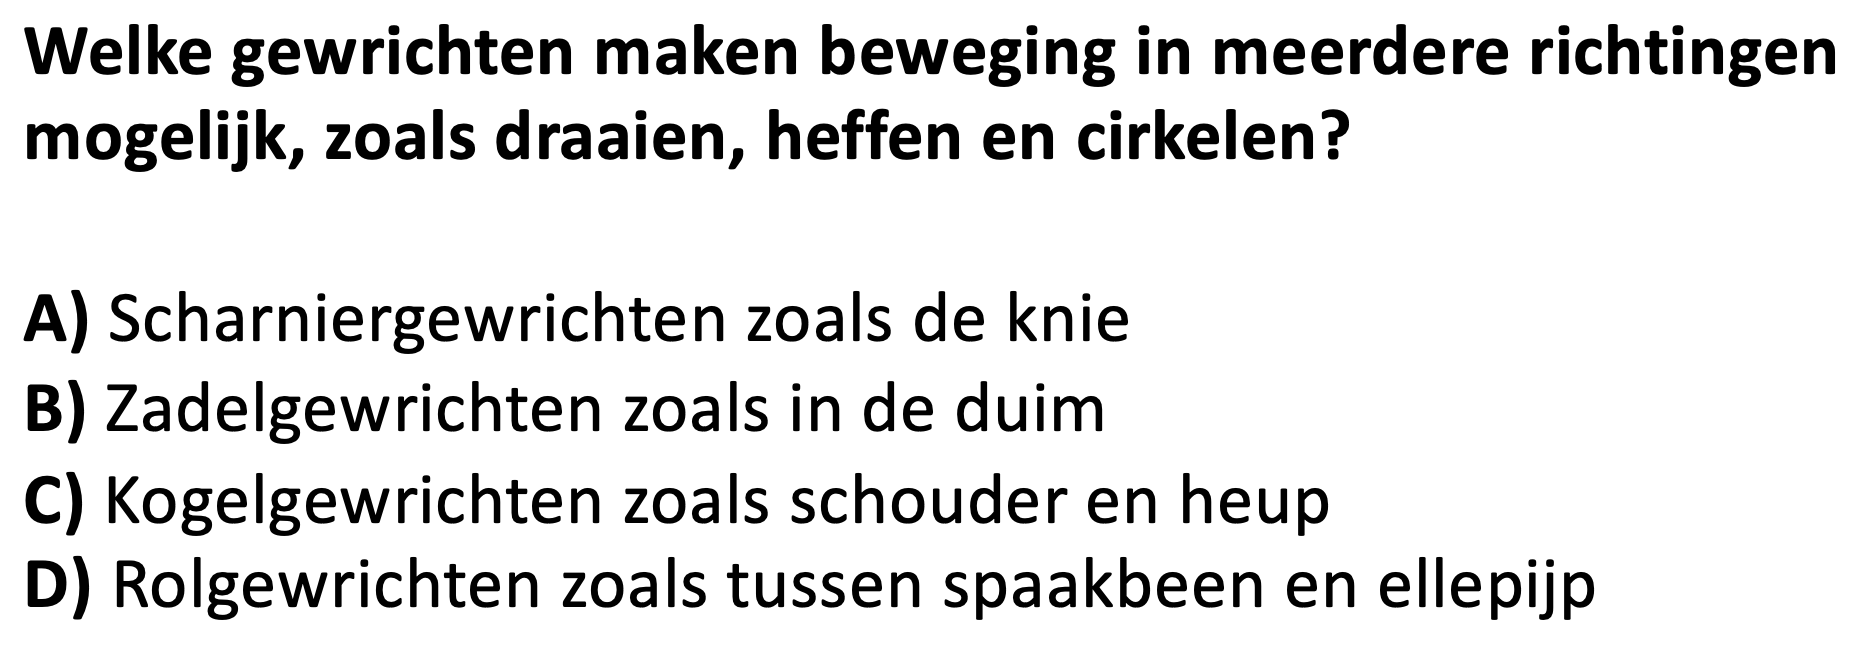 Welke gewrichten maken beweging in meerdere richtingen
mogelijk, zoals draaien, heffen en cirkelen?
A) Scharniergewrichten zoals de knie
B) Zadelgewrichten zoals in de duim
C) Kogelgewrichten zoals schouder en heup
D) Rolgewrichten zoals tussen spaakbeen en ellepijp